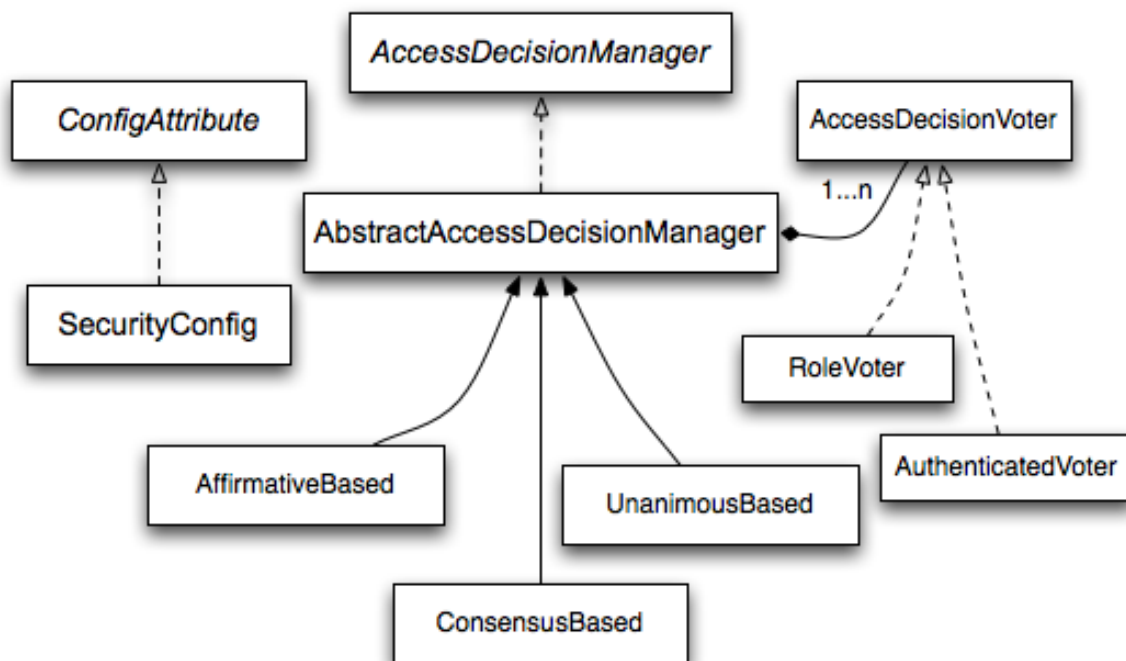 AccessDecisionManager
ConfigAttribute
AccessDecisionVoter
1...n
AbstractAccessDecisionManager
SecurityConfig
RoleVoter
AuthenticatedVoter
AffirmativeBased
UnanimousBased
ConsensusBased